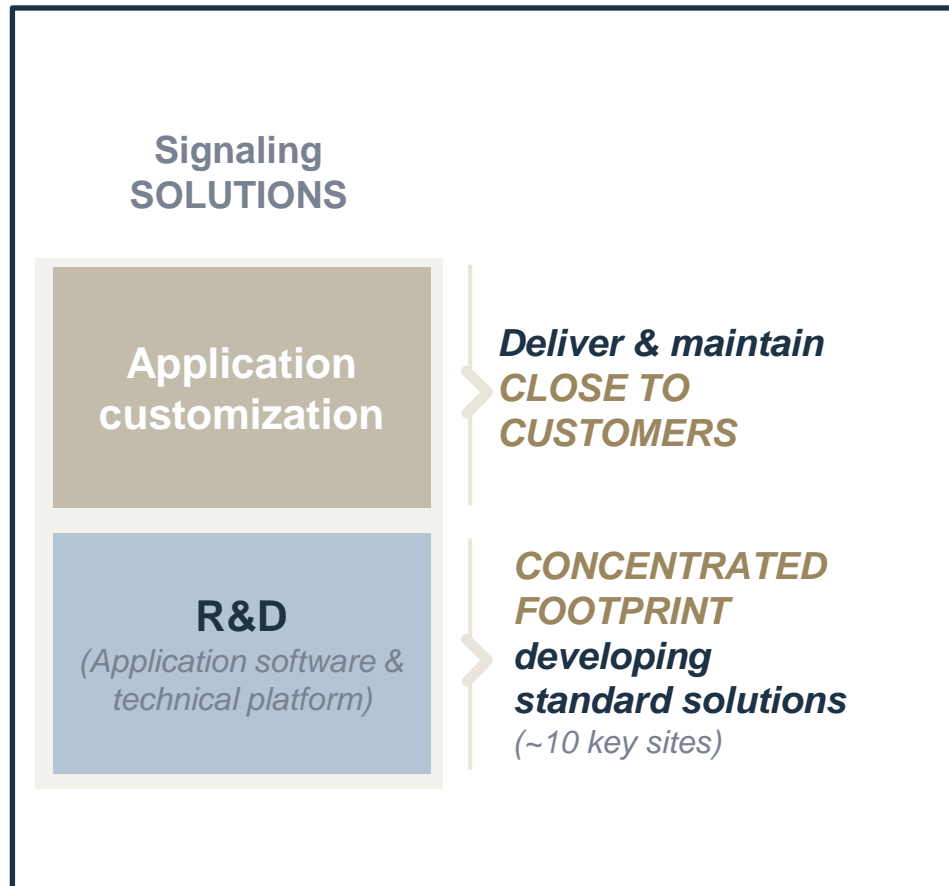 Signaling
SOLUTIONS
Application
customization
Deliver & maintain
CLOSE TO
CUSTOMERS
R&D
(Application software &
technical platform)
CONCENTRATED
FOOTPRINT
developing
standard solutions
(~10 key sites)